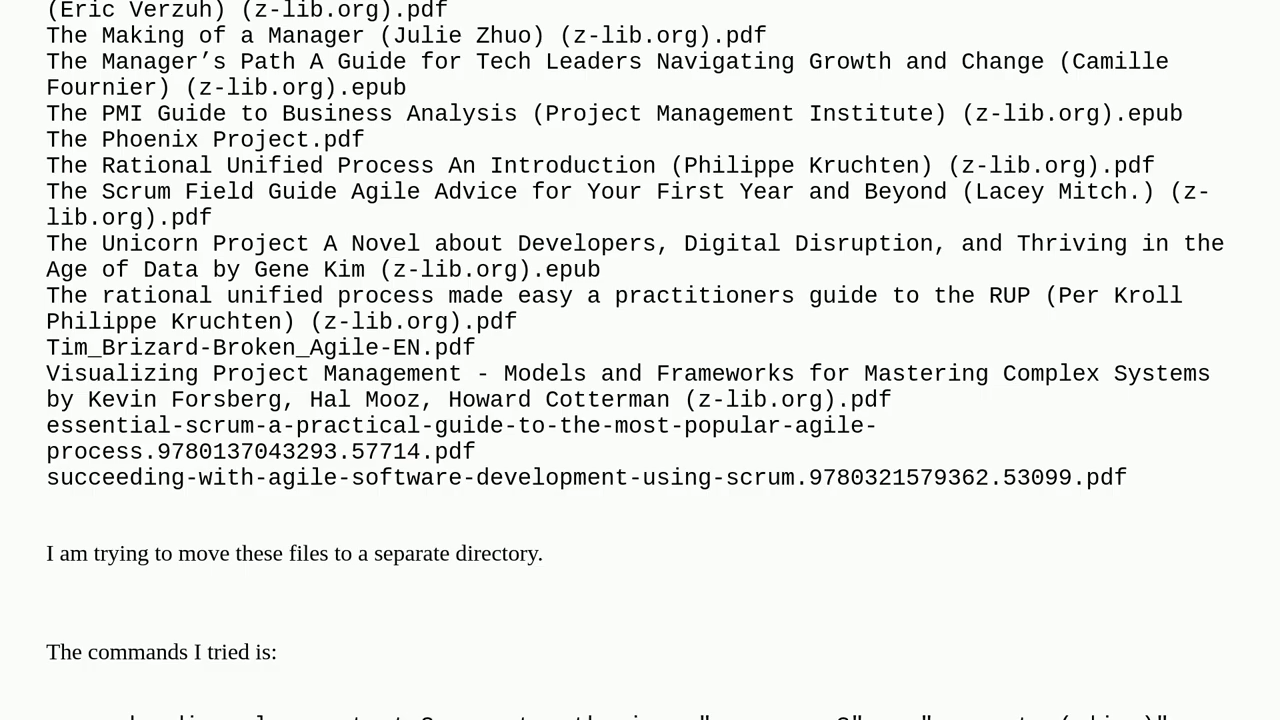 (Eric Verzuh) (z-lib.org).pdf
The Making of a Manager (Julie Zhuo) (z-lib.org).pdf
The Manager’s Path A Guide for Tech Leaders Navigating Growth and Change (Camille
Fournier) (z-lib.org).epub
The PMI Guide to Business Analysis (Project Management Institute) (z-lib.org).epub
The Phoenix Project.pdf
The Rational Unified Process An Introduction (Philippe Kruchten) (z-lib.org).pdf
The Scrum Field Guide Agile Advice for Your First Year and Beyond (Lacey Mitch.) (z-
lib.org).pdf
The Unicorn Project A Novel about Developers, Digital Disruption, and Thriving in the
Age of Data by Gene Kim (z-lib.org).epub
The rational unified process made easy a practitioners guide to the RUP (Per Kroll
Philippe Kruchten) (z-lib.org).pdf
Tim_Brizard-Broken_Agile-EN.pdf
Visualizing Project Management - Models and Frameworks for Mastering Complex Systems
by Kevin Forsberg, Hal Mooz, Howard Cotterman (z-lib.org).pdf
essential-scrum-a-practical-guide-to-the-most-popular-agile-
process.9780137043293.57714.pdf
succeeding-with-agile-software-development-using-scrum.9780321579362.53099.pdf
I am trying to move these files to a separate directory.
The commands I tried is: